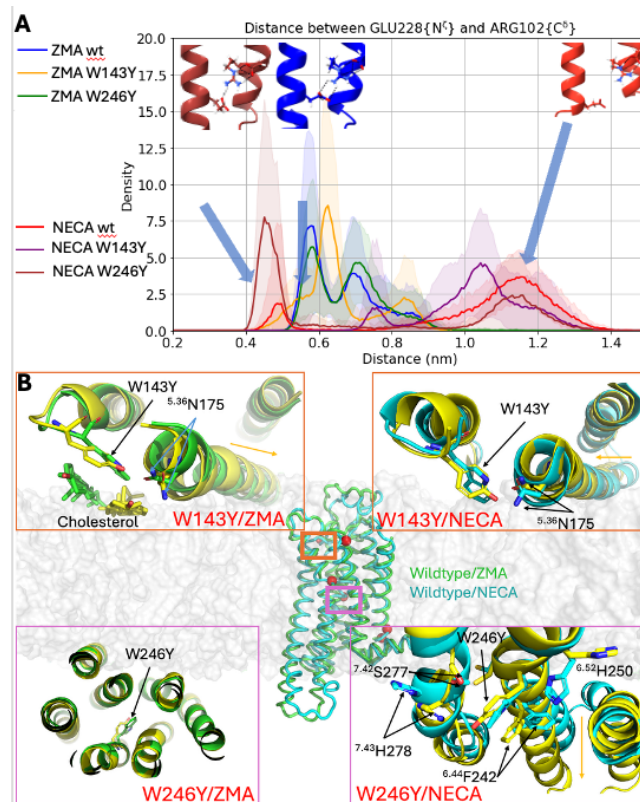 A
Distance between GLU228{N^ζ} and ARG102{C^δ}
ZMA wt
ZMA W143Y
ZMA W246Y
NECA wt
NECA W143Y
NECA W246Y
Density
20.0
17.5
15.0
12.5
10.0
7.5
5.0
2.5
0.0
0.2 0.4 0.6 0.8 1.0 1.2 1.4
Distance (nm)
B
W143Y
5.36N175
Cholesterol
W143Y/ZMA
W143Y
5.36N175
W143Y/NECA
Wildtype/ZMA
Wildtype/NECA
W246Y
W246Y/ZMA
W246Y
7.42S277
6.52H250
7.43H278
6.44F242
W246Y/NECA